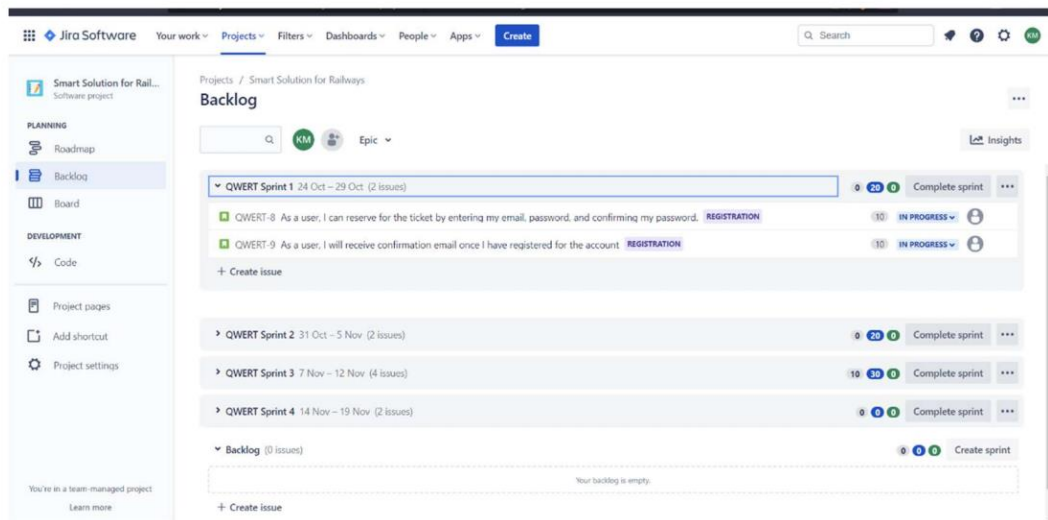 Jira Software Your work Projects Filters Dashboards People Apps Create Search KM
Smart Solution for Rail...
Software project
PLANNING
Roadmap
Backlog
Board
DEVELOPMENT
Code
Project pages
Add shortcut
Project settings
You're in a team-managed project
Learn more
Projects / Smart Solution for Railways
Backlog
KM Epic Insights
QWERT Sprint 1 24 Oct – 29 Oct (2 issues) 0 20 0 Complete sprint
QWERT-8 As a user, I can reserve for the ticket by entering my email, password, and confirming my password. REGISTRATION 10 IN PROGRESS
QWERT-9 As a user, I will receive confirmation email once I have registered for the account REGISTRATION 10 IN PROGRESS
+ Create issue
QWERT Sprint 2 31 Oct – 5 Nov (2 issues) 0 20 0 Complete sprint
QWERT Sprint 3 7 Nov – 12 Nov (4 issues) 10 30 0 Complete sprint
QWERT Sprint 4 14 Nov – 19 Nov (2 issues) 0 0 0 Complete sprint
Backlog (0 issues) 0 0 0 Create sprint
Your backlog is empty.
+ Create issue